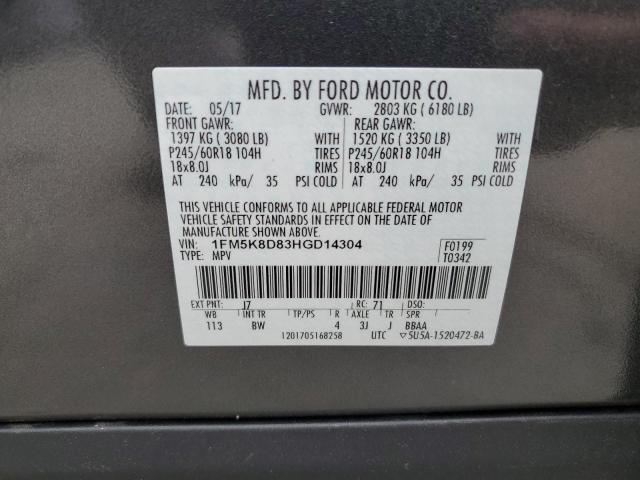 MFD. BY FORD MOTOR CO.
DATE: 05/17 GVWR: 2803 KG ( 6180 LB)
FRONT GAWR: REAR GAWR:
1397 KG ( 3080 LB) WITH 1520 KG ( 3350 LB) WITH
P245/60R18 104H TIRES P245/60R18 104H TIRES
18x8.0J RIMS 18x8.0J RIMS
AT 240 kPa/ 35 PSI COLD AT 240 kPa/ 35 PSI COLD
THIS VEHICLE CONFORMS TO ALL APPLICABLE FEDERAL MOTOR
VEHICLE SAFETY STANDARDS IN EFFECT ON THE DATE OF
MANUFACTURE SHOWN ABOVE.
VIN: 1FM5K8D83HGD14304 F0199
TYPE: MPV T0342
EXT PNT: J7 RC: 71 DSO:
WB INT TR TP/PS R AXLE TR SPR
113 BW 4 3J J BBAA
1201705168258 UTC ▽5U5A-1520472-BA